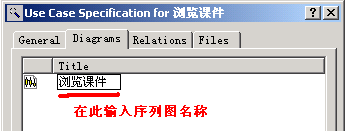 Use Case Specification for 浏览课件
General Diagrams Relations Files
Title
浏览课件
在此输入序列图名称